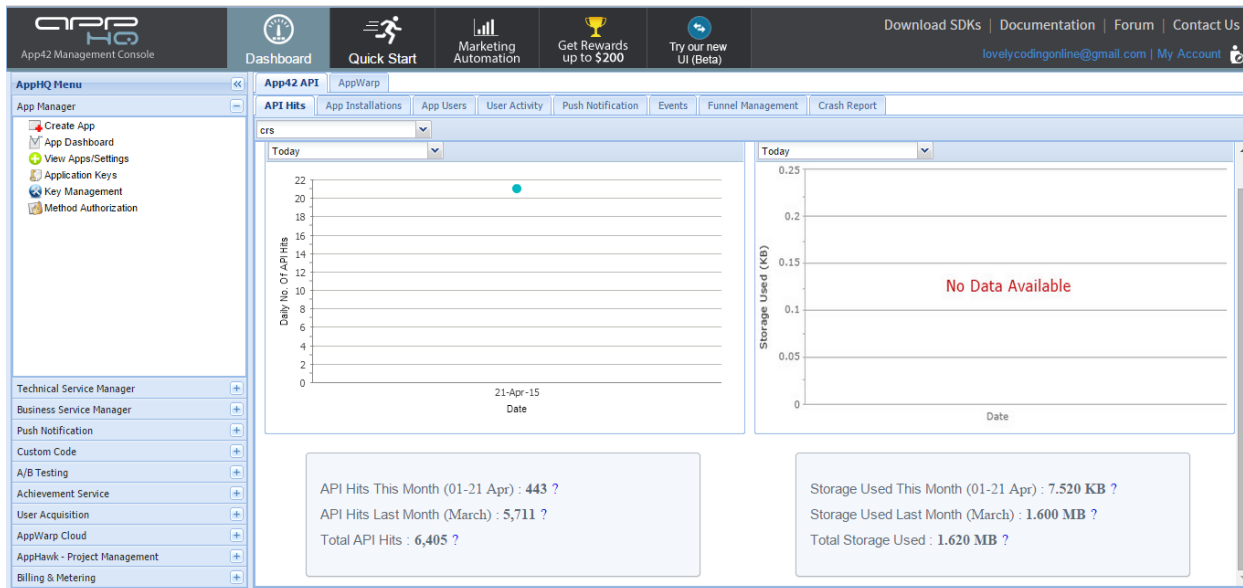 APP HQ
App42 Management Console
Dashboard
Quick Start
Marketing
Automation
Get Rewards
up to $200
Try our new
UI (Beta)
Download SDKs | Documentation | Forum | Contact Us
lovelycodingonline@gmail.com | My Account
AppHQ Menu
App Manager
Create App
App Dashboard
View Apps/Settings
Application Keys
Key Management
Method Authorization
Technical Service Manager
Business Service Manager
Push Notification
Custom Code
A/B Testing
Achievement Service
User Acquisition
AppWarp Cloud
AppHawk - Project Management
Billing & Metering
App42 API
AppWarp
API Hits
App Installations
App Users
User Activity
Push Notification
Events
Funnel Management
Crash Report
crs
Today
Daily No. Of API Hits
22
20
18
16
14
12
10
8
6
4
2
0
21-Apr-15
Date
Today
Storage Used (KB)
0.25
0.2
0.15
0.1
0.05
0
No Data Available
Date
API Hits This Month (01-21 Apr) : 443 ?
API Hits Last Month (March) : 5,711 ?
Total API Hits : 6,405 ?
Storage Used This Month (01-21 Apr) : 7.520 KB ?
Storage Used Last Month (March) : 1.600 MB ?
Total Storage Used : 1.620 MB ?